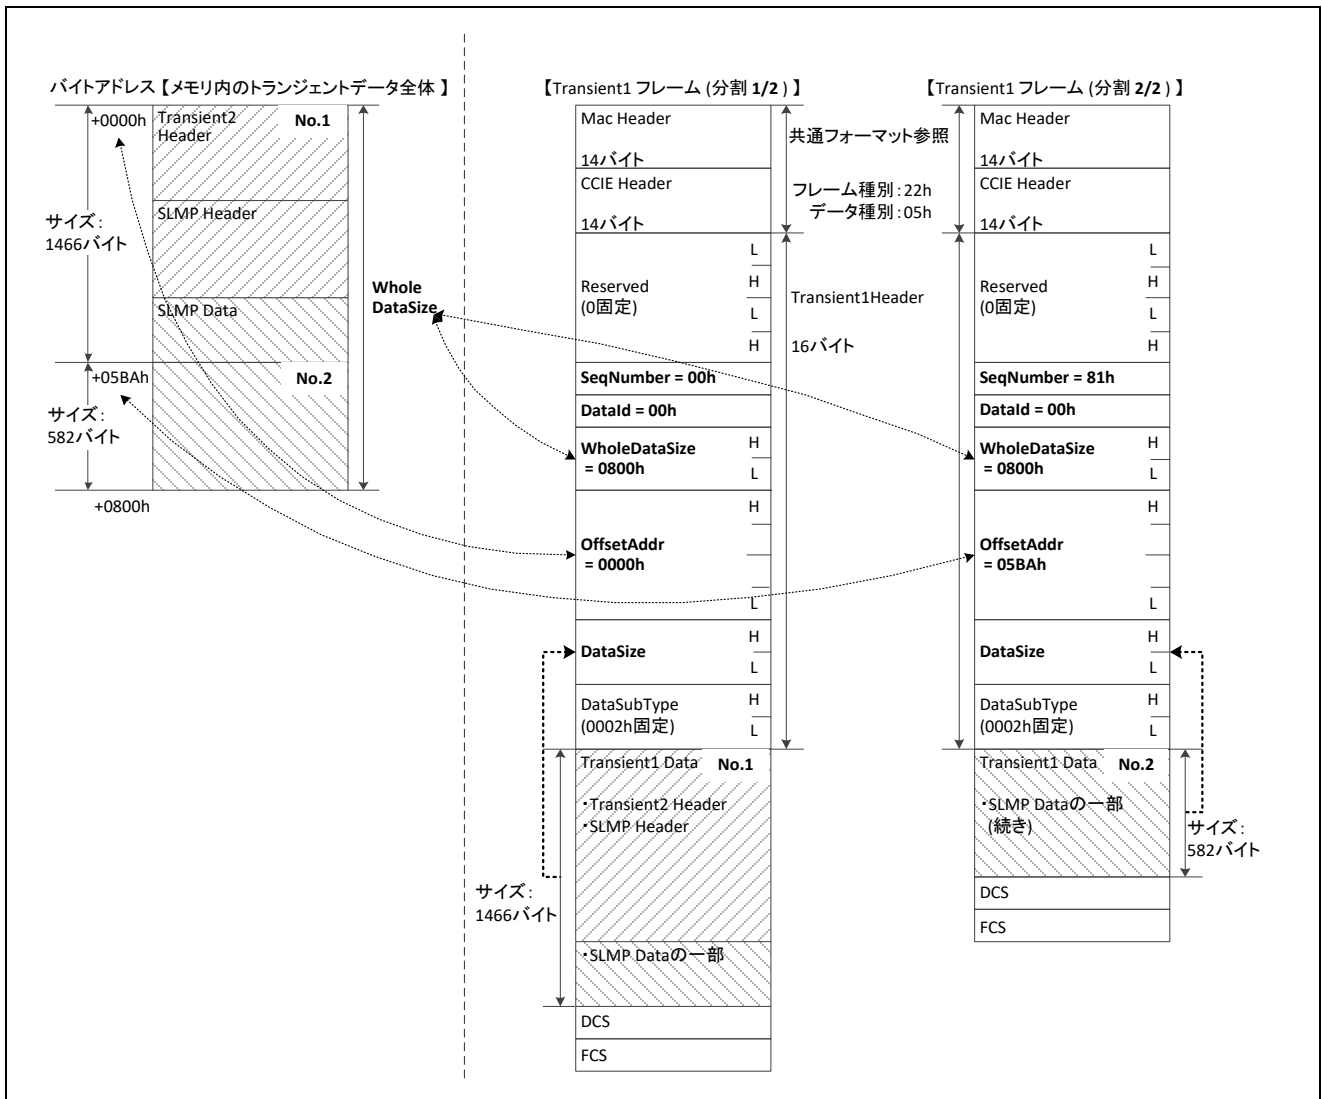 バイトアドレス【メモリ内のトランジェントデータ全体】
+0000h
Transient2
Header
No.1
SLMP Header
サイズ:
1466バイト
SLMP Data
Whole
DataSize
+05BAh
No.2
サイズ:
582バイト
+0800h
【Transient1 フレーム (分割 1/2 ) 】
Mac Header
14バイト
CCIE Header
14バイト
共通フォーマット参照
フレーム種別:22h
データ種別:05h
Reserved
(0固定)
L
H
L
H
Transient1Header
16バイト
SeqNumber = 00h
DataId = 00h
WholeDataSize
= 0800h
H
L
OffsetAddr
= 0000h
H
L
DataSize
H
L
DataSubType
(0002h固定)
H
L
Transient1 Data
No.1
・Transient2 Header
・SLMP Header
サイズ:
1466バイト
・SLMP Dataの一部
DCS
FCS
【Transient1 フレーム (分割 2/2 ) 】
Mac Header
14バイト
CCIE Header
14バイト
Reserved
(0固定)
L
H
L
H
SeqNumber = 81h
DataId = 00h
WholeDataSize
= 0800h
H
L
OffsetAddr
= 05BAh
H
L
DataSize
H
L
DataSubType
(0002h固定)
H
L
Transient1 Data
No.2
・SLMP Dataの一部
(続き)
サイズ:
582バイト
DCS
FCS